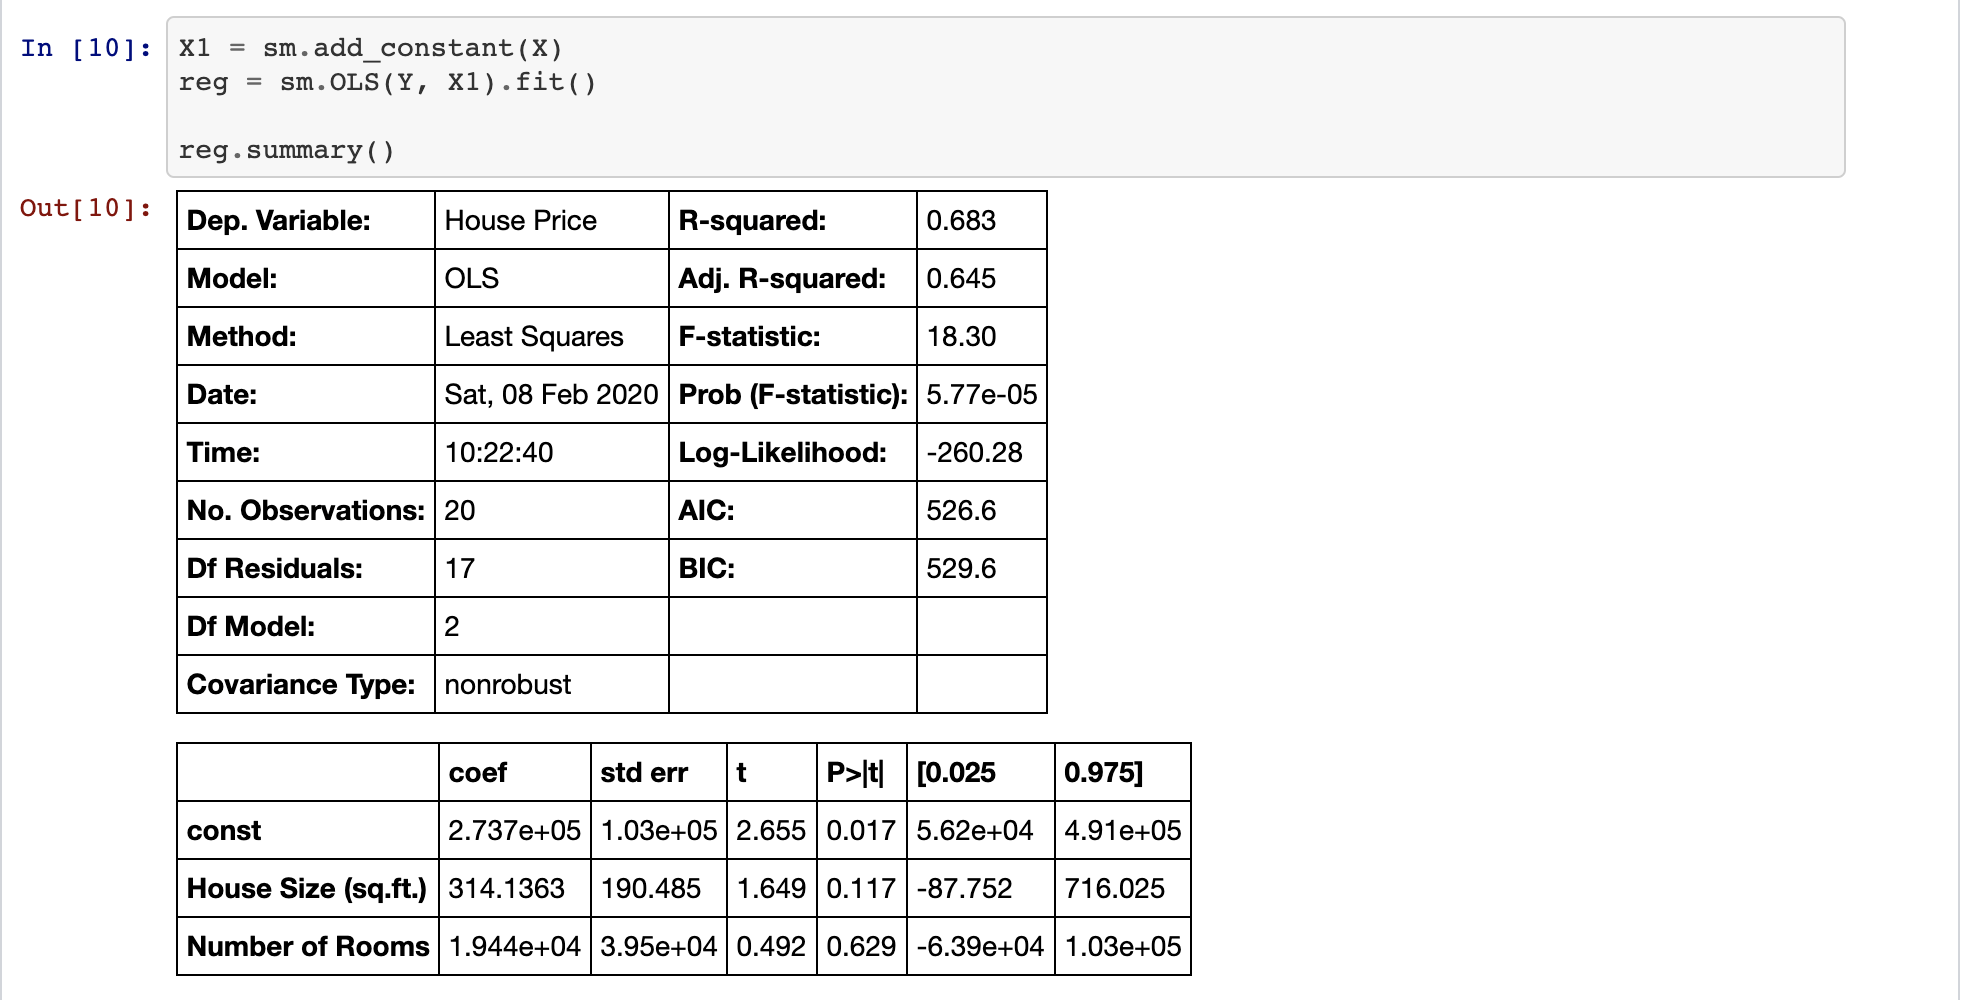 In [10]: X1 = sm.add_constant(X)
reg = sm.OLS(Y, X1).fit()
reg.summary()
Out[10]:
Dep. Variable: House Price R-squared: 0.683
Model: OLS Adj. R-squared: 0.645
Method: Least Squares F-statistic: 18.30
Date: Sat, 08 Feb 2020 Prob (F-statistic): 5.77e-05
Time: 10:22:40 Log-Likelihood: -260.28
No. Observations: 20 AIC: 526.6
Df Residuals: 17 BIC: 529.6
Df Model: 2
Covariance Type: nonrobust
coef std err t P>|t| [0.025 0.975]
const 2.737e+05 1.03e+05 2.655 0.017 5.62e+04 4.91e+05
House Size (sq.ft.) 314.1363 190.485 1.649 0.117 -87.752 716.025
Number of Rooms 1.944e+04 3.95e+04 0.492 0.629 -6.39e+04 1.03e+05